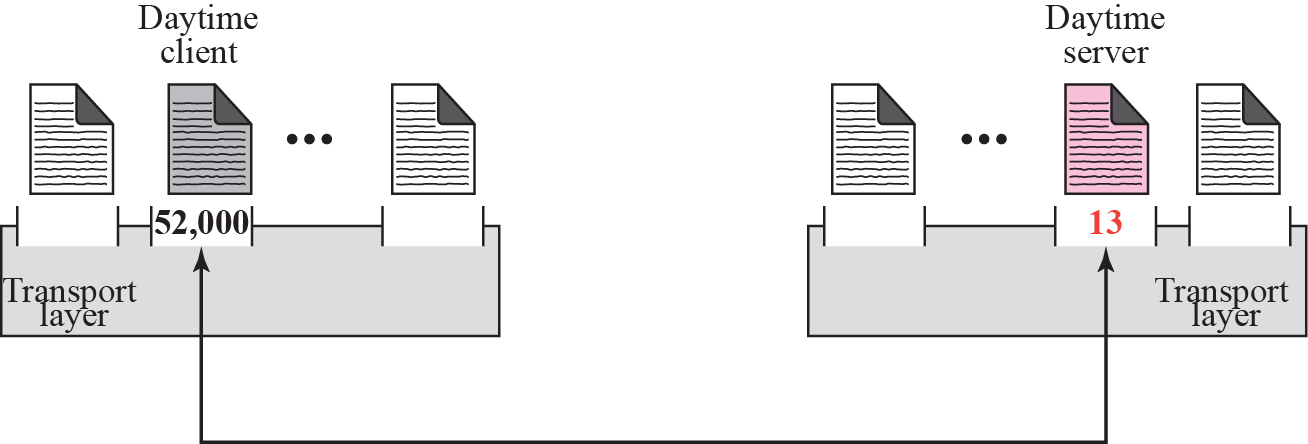 Daytime
client
Daytime
server
52,000
13
Transport
layer
Transport
layer